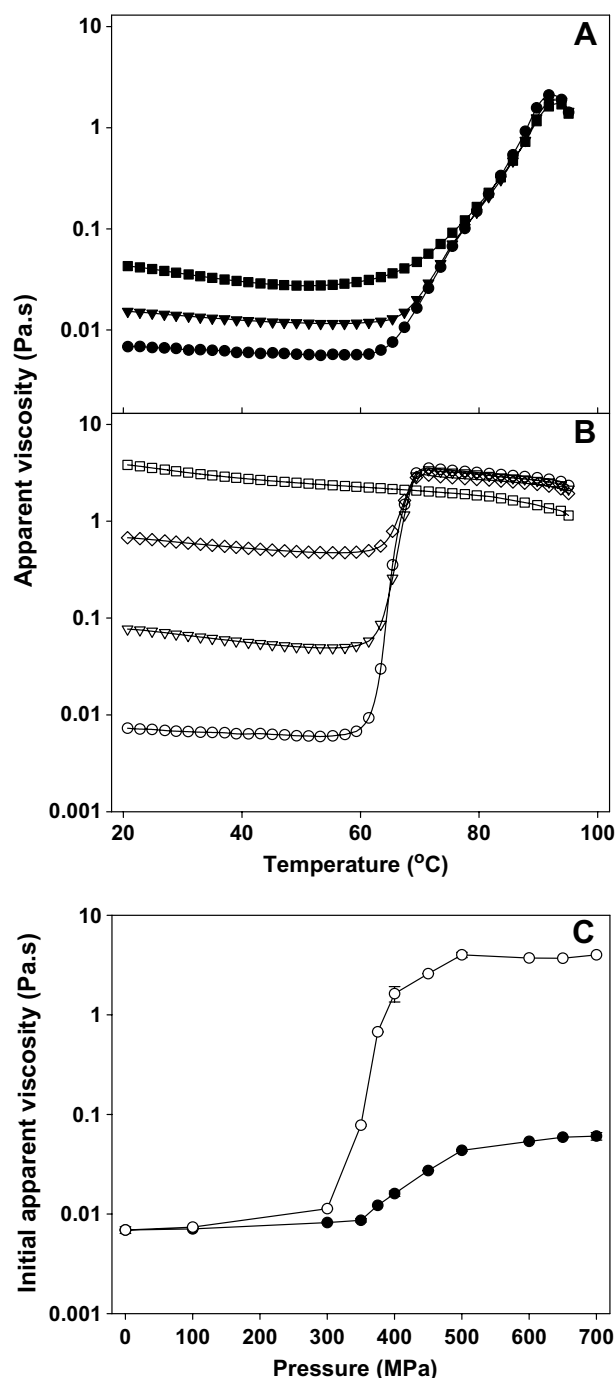 A
10
1
0.1
0.01
Apparent viscosity (Pa.s)
B
10
1
0.1
0.01
0.001
20 40 60 80 100
Temperature (°C)
C
10
1
0.1
0.01
0.001
Initial apparent viscosity (Pa.s)
0 100 200 300 400 500 600 700
Pressure (MPa)